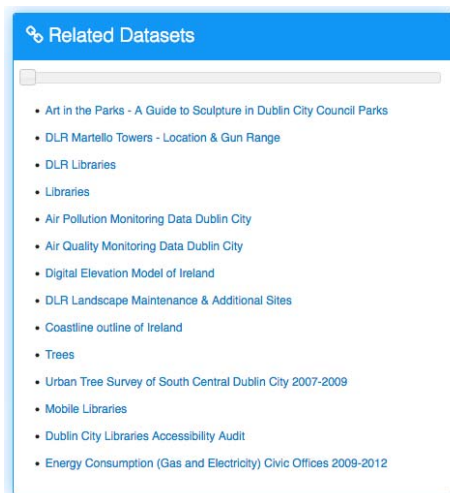 Related Datasets
Art in the Parks - A Guide to Sculpture in Dublin City Council Parks
DLR Martello Towers - Location & Gun Range
DLR Libraries
Libraries
Air Pollution Monitoring Data Dublin City
Air Quality Monitoring Data Dublin City
Digital Elevation Model of Ireland
DLR Landscape Maintenance & Additional Sites
Coastline outline of Ireland
Trees
Urban Tree Survey of South Central Dublin City 2007-2009
Mobile Libraries
Dublin City Libraries Accessibility Audit
Energy Consumption (Gas and Electricity) Civic Offices 2009-2012